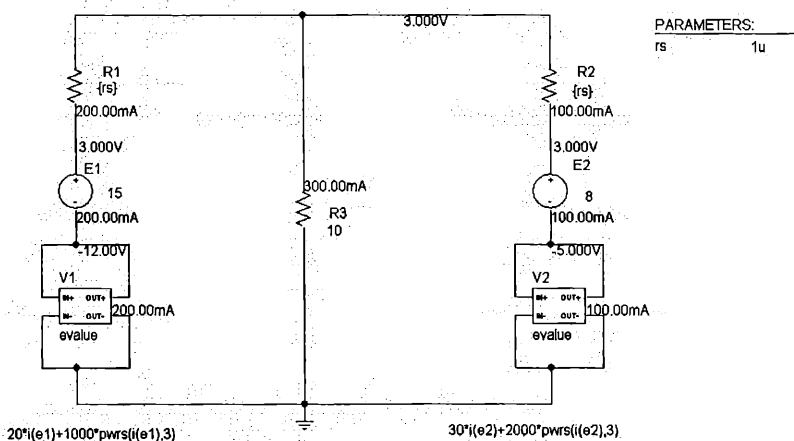 3.000V
PARAMETERS:
rs 1u
R1
{rs}
200.00mA
R2
{rs}
100.00mA
3.000V
E1
15
200.00mA
3.000V
E2
8
100.00mA
300.00mA
R3
10
-12.00V
-5.000V
V1
IN+ OUT+
IN- OUT-
200.00mA
evalue
V2
IN+ OUT+
IN- OUT-
100.00mA
evalue
20*i(e1)+1000*pwrs(i(e1),3)
30*i(e2)+2000*pwrs(i(e2),3)